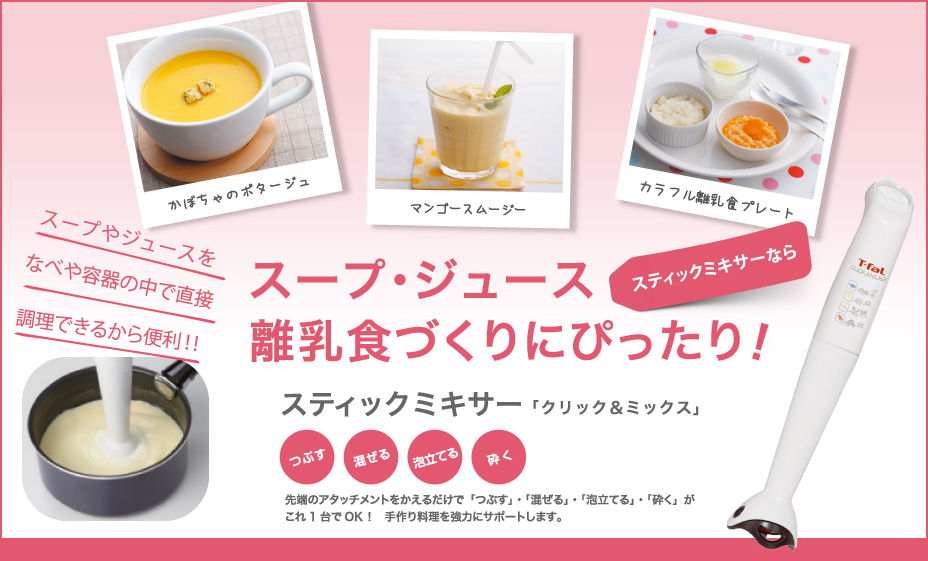 かぼちゃのポタージュ
マンゴースムージー
カラフル離乳食プレート
スープやジュースを
なべや容器の中で直接
調理できるから便利!!
スティックミキサーなら
スープ・ジュース
離乳食づくりにぴったり!
T-fal
スティックミキサー「クリック&ミックス」
つぶす
混ぜる
泡立てる
砕く
先端のアタッチメントをかえるだけで「つぶす」・「混ぜる」・「泡立てる」・「砕く」が
これ1台でOK! 手作り料理を強力にサポートします。